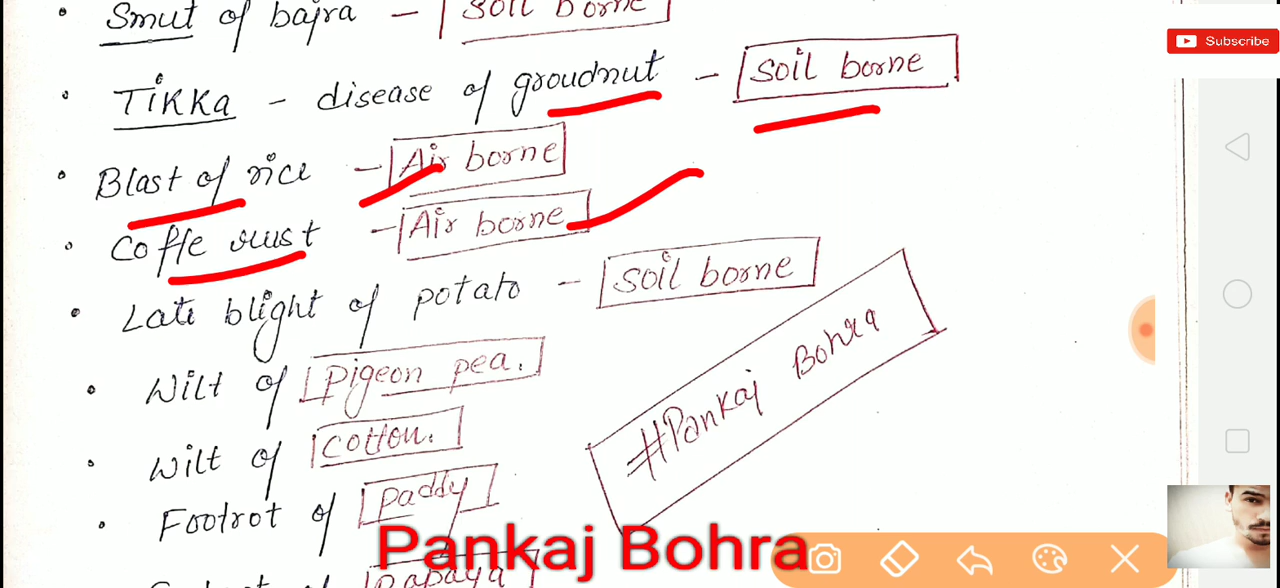 • Smut of bajra - Soil borne
Subscribe
• TiKKa - disease of groudnut - Soil borne
• Blast of rice - Air borne
• Coffe rust - Air borne
• Late blight of potato - Soil borne
• Wilt of Pigeon pea.
• Wilt of Cotton.
• Footrot of Paddy
#Pankaj Bohra
Pankaj Bohra
of Papaya